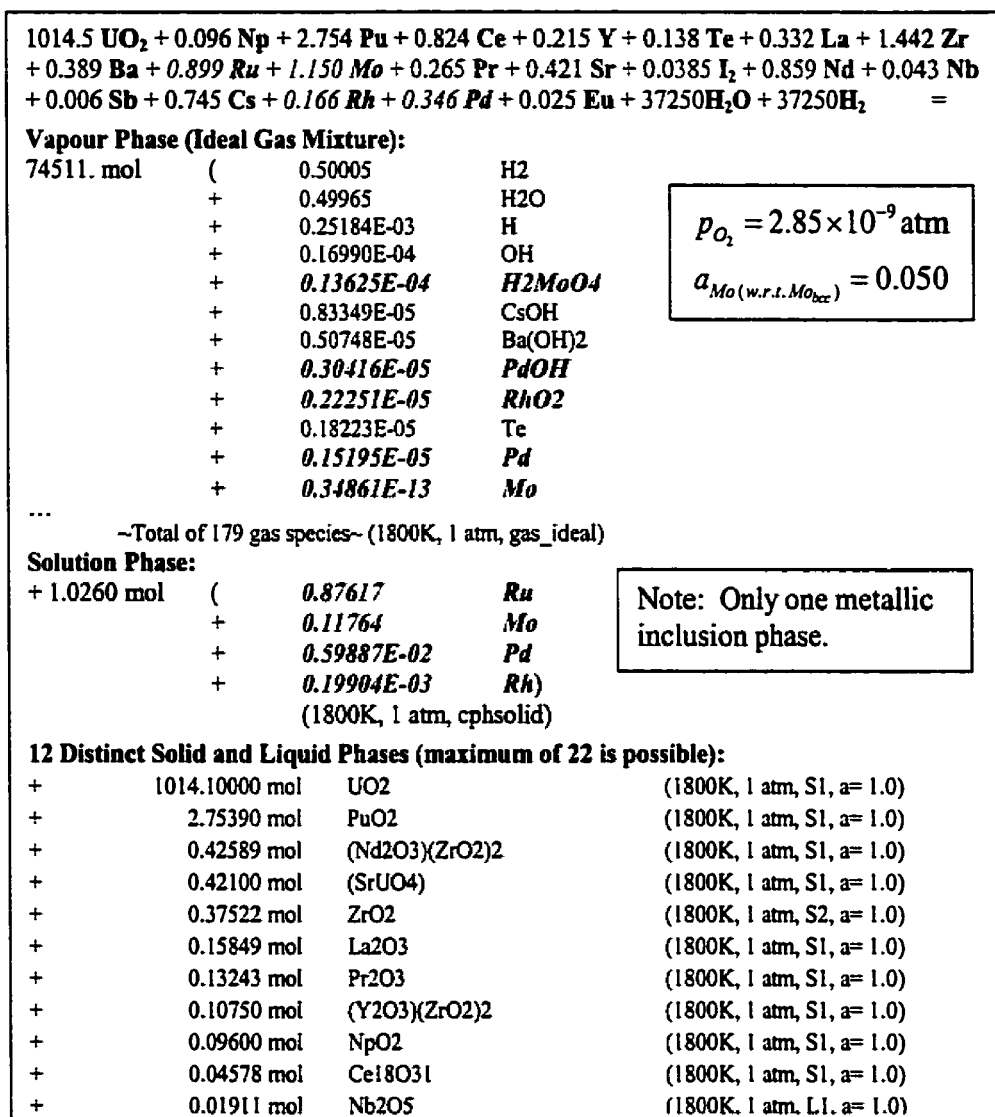 1014.5 UO₂ + 0.096 Np + 2.754 Pu + 0.824 Ce + 0.215 Y + 0.138 Te + 0.332 La + 1.442 Zr
+ 0.389 Ba + 0.899 Ru + 1.150 Mo + 0.265 Pr + 0.421 Sr + 0.0385 I₂ + 0.859 Nd + 0.043 Nb
+ 0.006 Sb + 0.745 Cs + 0.166 Rh + 0.346 Pd + 0.025 Eu + 37250H₂O + 37250H₂ =
Vapour Phase (Ideal Gas Mixture):
74511. mol ( 0.50005 H2
+ 0.49965 H2O
+ 0.25184E-03 H
+ 0.16990E-04 OH
+ 0.13625E-04 H2MoO4
+ 0.83349E-05 CsOH
+ 0.50748E-05 Ba(OH)2
+ 0.30416E-05 PdOH
+ 0.22251E-05 RhO2
+ 0.18223E-05 Te
+ 0.15195E-05 Pd
+ 0.34861E-13 Mo
p_O₂ = 2.85×10⁻⁹ atm
a_Mo(w.r.t.Mo_bcc) = 0.050
...
~Total of 179 gas species~ (1800K, 1 atm, gas_ideal)
Solution Phase:
+ 1.0260 mol ( 0.87617 Ru
+ 0.11764 Mo
+ 0.59887E-02 Pd
+ 0.19904E-03 Rh)
(1800K, 1 atm, cphsolid)
Note: Only one metallic
inclusion phase.
12 Distinct Solid and Liquid Phases (maximum of 22 is possible):
+ 1014.10000 mol UO2 (1800K, 1 atm, S1, a= 1.0)
+ 2.75390 mol PuO2 (1800K, 1 atm, S1, a= 1.0)
+ 0.42589 mol (Nd2O3)(ZrO2)2 (1800K, 1 atm, S1, a= 1.0)
+ 0.42100 mol (SrUO4) (1800K, 1 atm, S1, a= 1.0)
+ 0.37522 mol ZrO2 (1800K, 1 atm, S2, a= 1.0)
+ 0.15849 mol La2O3 (1800K, 1 atm, S1, a= 1.0)
+ 0.13243 mol Pr2O3 (1800K, 1 atm, S1, a= 1.0)
+ 0.10750 mol (Y2O3)(ZrO2)2 (1800K, 1 atm, S1, a= 1.0)
+ 0.09600 mol NpO2 (1800K, 1 atm, S1, a= 1.0)
+ 0.04578 mol Ce18O31 (1800K, 1 atm, S1, a= 1.0)
+ 0.01911 mol Nb2O5 (1800K, 1 atm, L1, a= 1.0)